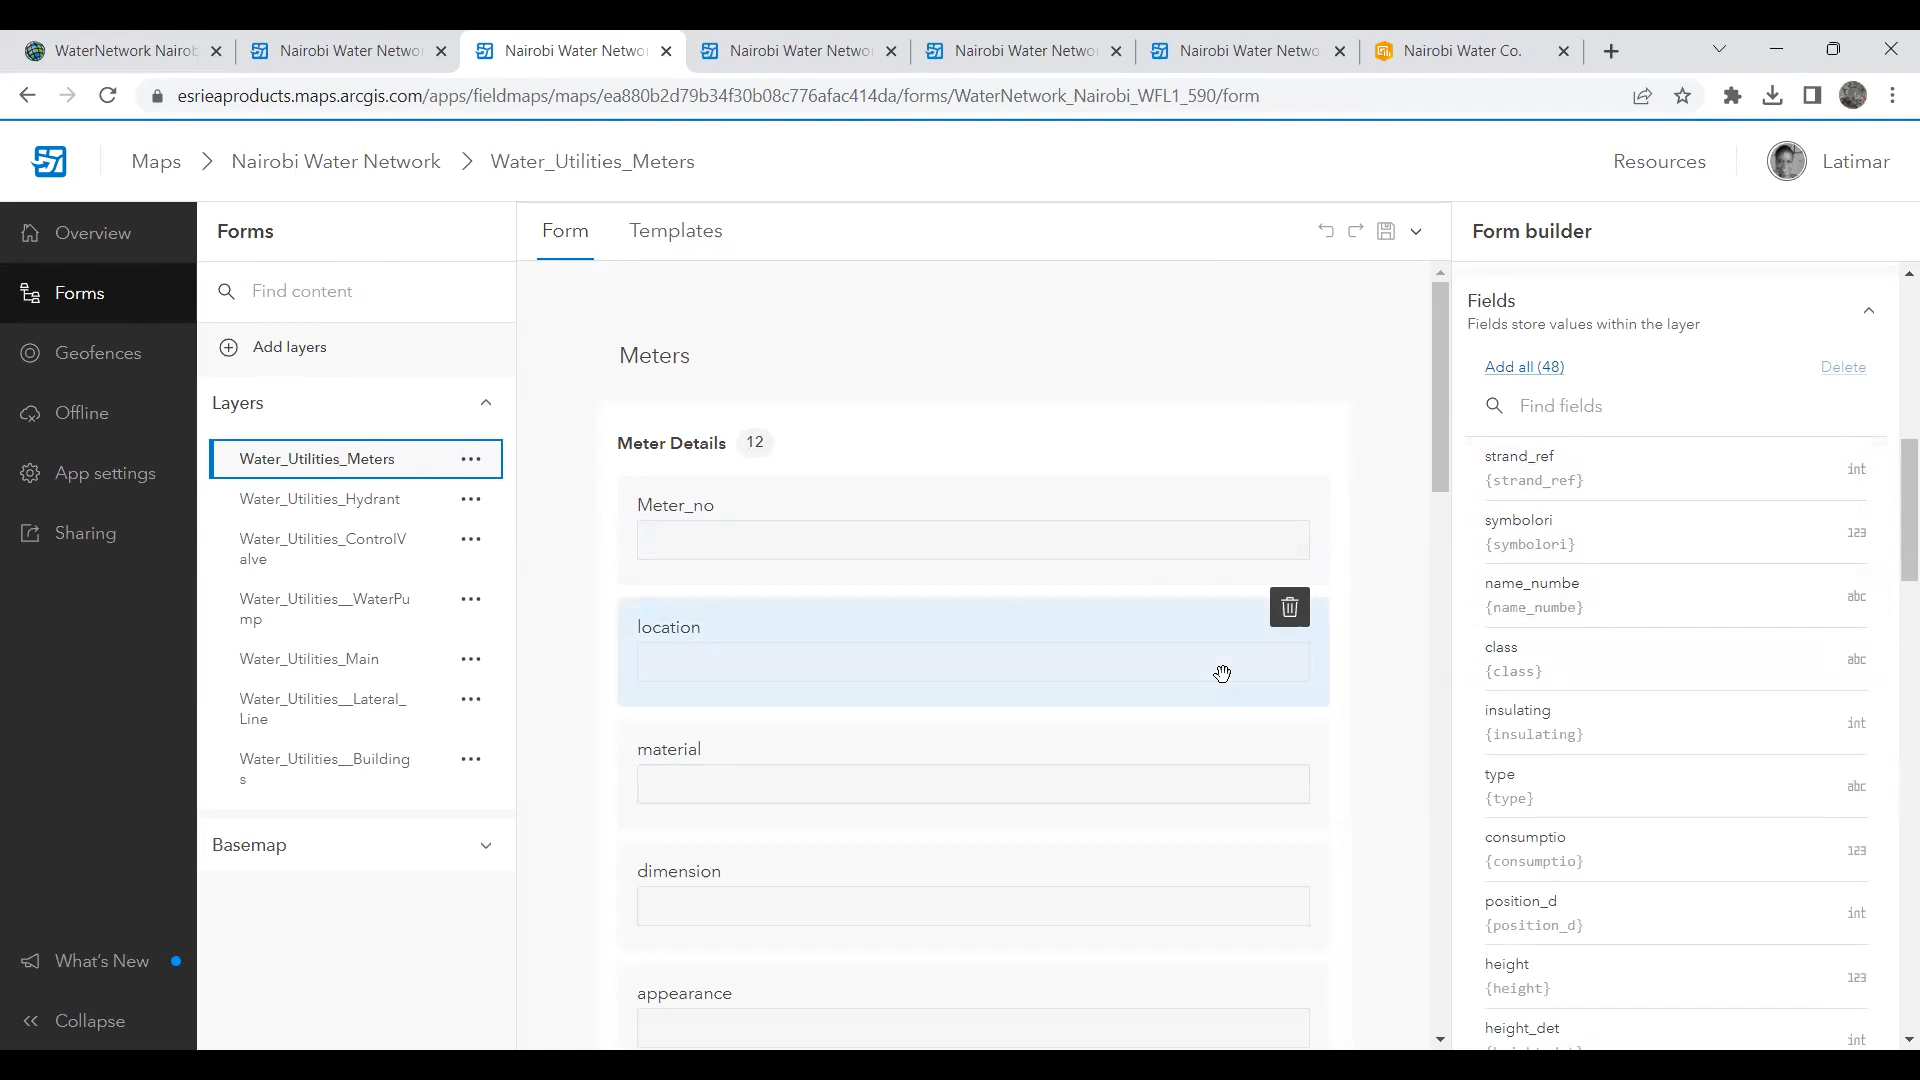 WaterNetwork Nairob
Nairobi Water Netwo
Nairobi Water Netwo
Nairobi Water Netwo
Nairobi Water Netwo
Nairobi Water Netwo
Nairobi Water Co.
esrieaproducts.maps.arcgis.com/apps/fieldmaps/maps/ea880b2d79b34f30b08c776afac414da/forms/WaterNetwork_Nairobi_WFL1_590/form
Maps > Nairobi Water Network > Water_Utilities_Meters
Resources
Latimar
Overview
Forms
Geofences
Offline
App settings
Sharing
What's New
Collapse
Forms
Find content
Add layers
Layers
Water_Utilities_Meters
Water_Utilities_Hydrant
Water_Utilities_ControlV
alve
Water_Utilities__WaterPu
mp
Water_Utilities_Main
Water_Utilities__Lateral_
Line
Water_Utilities__Building
s
Basemap
Form
Templates
Meters
Meter Details 12
Meter_no
location
material
dimension
appearance
Form builder
Fields
Fields store values within the layer
Add all (48)
Delete
Find fields
strand_ref
{strand_ref}
int
symbolori
{symbolori}
123
name_numbe
{name_numbe}
abc
class
{class}
abc
insulating
{insulating}
int
type
{type}
abc
consumptio
{consumptio}
123
position_d
{position_d}
int
height
{height}
123
height_det
int